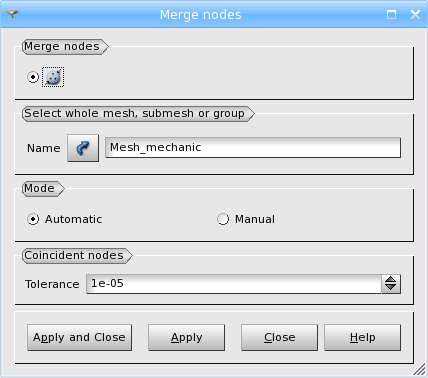 Merge nodes
Merge nodes
Select whole mesh, submesh or group
Name Mesh_mechanic
Mode
Automatic Manual
Coincident nodes
Tolerance 1e-05
Apply and Close Apply Close Help